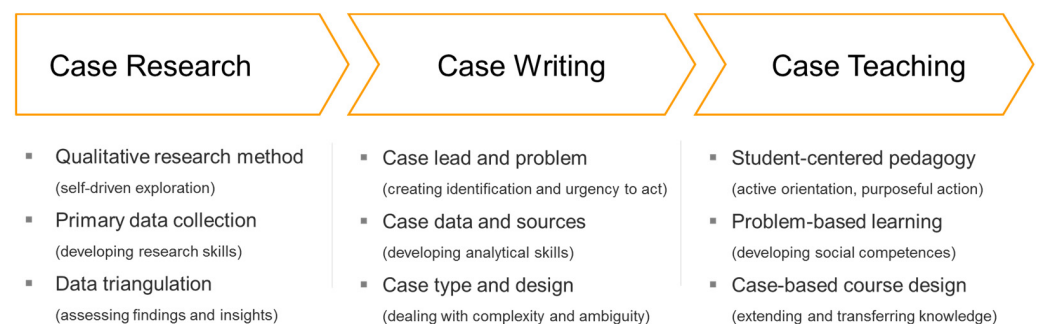 Case Research
Case Writing
Case Teaching
▪ Qualitative research method
(self-driven exploration)
▪ Primary data collection
(developing research skills)
▪ Data triangulation
(assessing findings and insights)
▪ Case lead and problem
(creating identification and urgency to act)
▪ Case data and sources
(developing analytical skills)
▪ Case type and design
(dealing with complexity and ambiguity)
▪ Student-centered pedagogy
(active orientation, purposeful action)
▪ Problem-based learning
(developing social competences)
▪ Case-based course design
(extending and transferring knowledge)